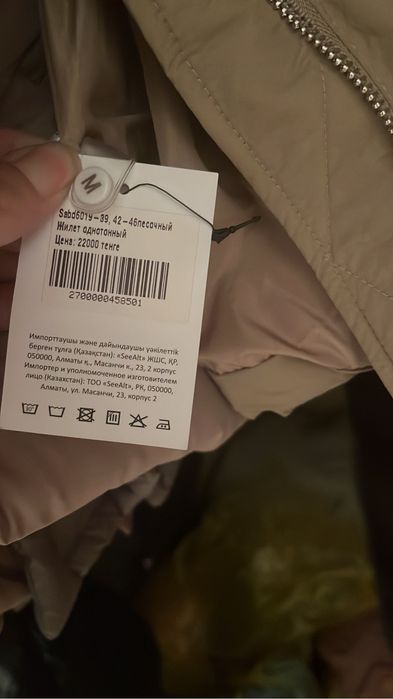 M
Sabd6019-39, 42-46песочный
Жилет однотонный
Цена: 22000 тенге
2700000458501
Импорттаушы және дайындаушы уәкілеттік
берген тұлға (Қазақстан): «SeeAlt» ЖШС, ҚР,
050000, Алматы қ., Масанчи к., 23, 2 корпус
Импортер и уполномоченное изготовителем
лицо (Казахстан): ТОО «SeeAlt», РК, 050000,
Алматы, ул. Масанчи, 23, корпус 2